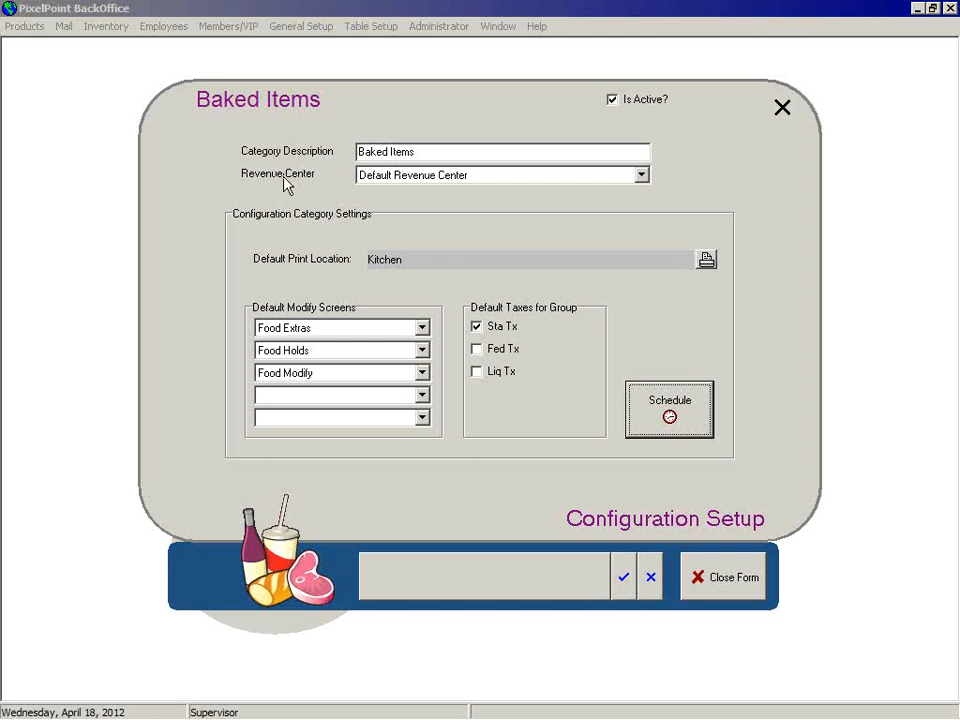 PixelPoint BackOffice
Products Mail Inventory Employees Members/VIP General Setup Table Setup Administrator Window Help
Baked Items
Is Active?
Category Description Baked Items
Revenue Center Default Revenue Center
Configuration Category Settings
Default Print Location: Kitchen
Default Modify Screens
Food Extras
Food Holds
Food Modify
Default Taxes for Group
Sta Tx
Fed Tx
Liq Tx
Schedule
Configuration Setup
Close Form
Wednesday, April 18, 2012 Supervisor